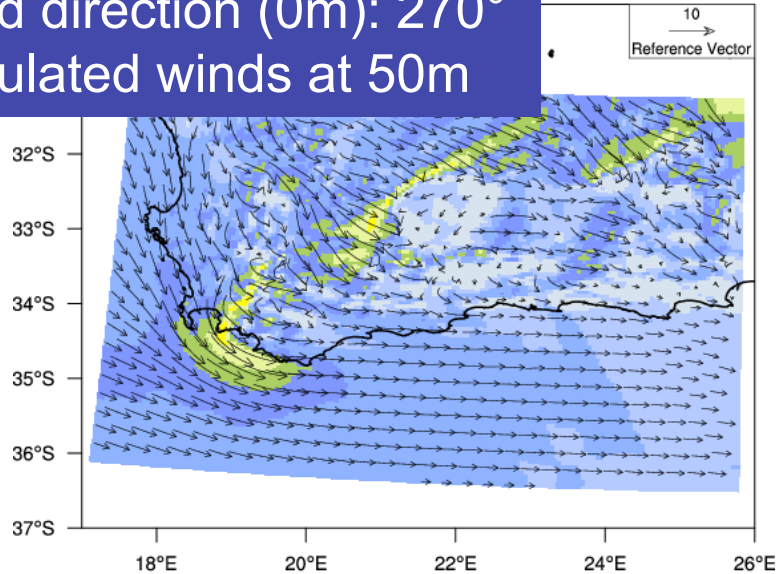 direction (0m): 270°
winds at 50m
10
Reference Vector
32°S
33°S
34°S
35°S
36°S
37°S
18°E
20°E
22°E
24°E
26°E